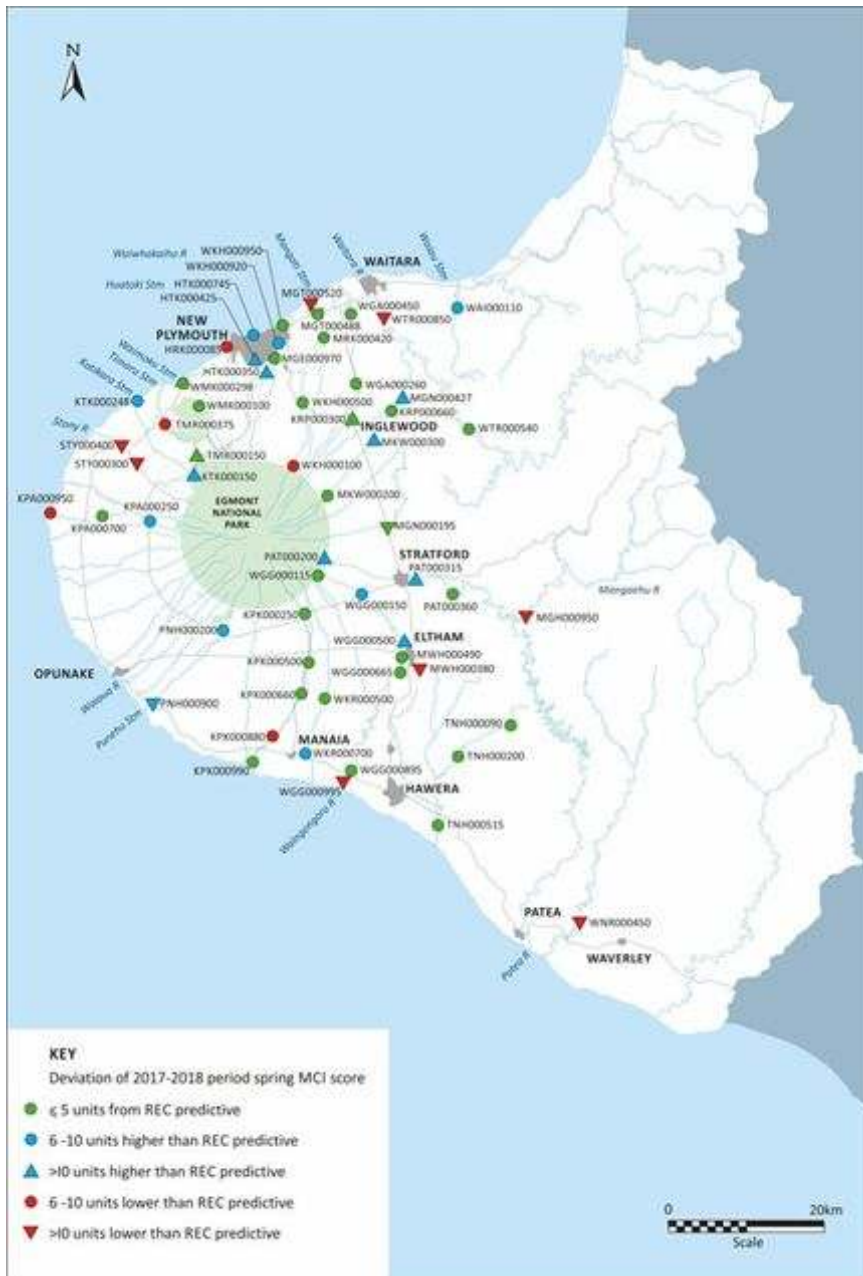 N
WKH000950
Waiwhakaiho R
WKH000920
Mangati Stm
Waitara R
WAITARA
Waiau Stm
Huatoki Stm
HTK000745
MGT000520
HTK000425
WGA000450
WAI000110
NEW
PLYMOUTH
MGT000488
WTR000850
MRK000420
MGE000970
Waimoku Stm
Timaru Stm
Katikara Stm
HTK000350
WMK000298
WGA000260
MGN000427
KTK000248
WMK000100
WKH000500
KRP000660
TMR000375
KRP000300
INGLEWOOD
WTR000540
Stony R
STY000400
MKW000300
STY000300
TMR000150
WKH000100
KTK000150
KPA000950
KPA000250
EGMONT
NATIONAL
PARK
MKW000200
KPA000700
MGN000195
PAT000200
STRATFORD
PAT000315
WGG000115
Mangaehu R
WGG000150
PAT000360
KPK000250
MGH000950
PNH000200
WGG000500
ELTHAM
MWH000490
OPUNAKE
KPK000500
WGG000665
MWH000380
Waiaua R
KPK000660
WKR000500
PNH000900
Punehu Stm
TNH000090
KPK000880
MANAIA
WKR000700
TNH000200
KPK000990
WGG000895
WGG000995
HAWERA
Waingongoro R
TNH000515
PATEA
WNR000450
WAVERLEY
Patea R
KEY
Deviation of 2017-2018 period spring MCI score
⩽ 5 units from REC predictive
6 -10 units higher than REC predictive
>I0 units higher than REC predictive
6 -10 units lower than REC predictive
>I0 units lower than REC predictive
0 20km
Scale